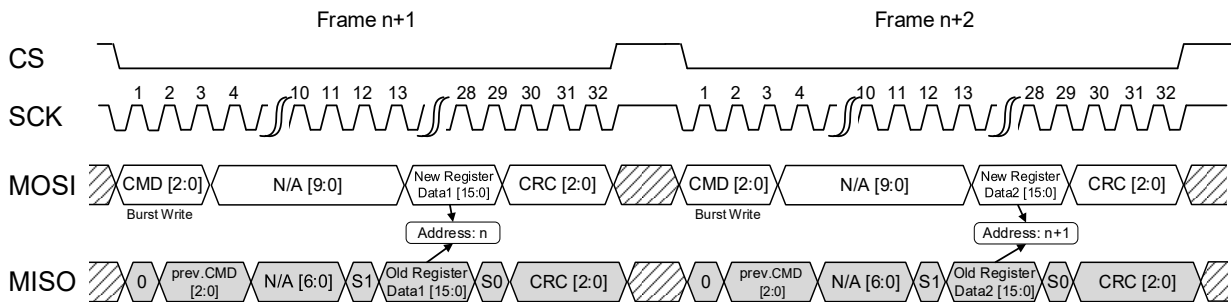 Frame n+1 Frame n+2
CS
1 2 3 4 10 11 12 13 28 29 30 31 32 1 2 3 4 10 11 12 13 28 29 30 31 32
SCK
MOSI CMD [2:0] N/A [9:0] New Register Data1 [15:0] CRC [2:0] CMD [2:0] N/A [9:0] New Register Data2 [15:0] CRC [2:0]
Burst Write Burst Write
Address: n Address: n+1
MISO 0 prev.CMD [2:0] N/A [6:0] S1 Old Register Data1 [15:0] S0 CRC [2:0] 0 prev.CMD [2:0] N/A [6:0] S1 Old Register Data2 [15:0] S0 CRC [2:0]